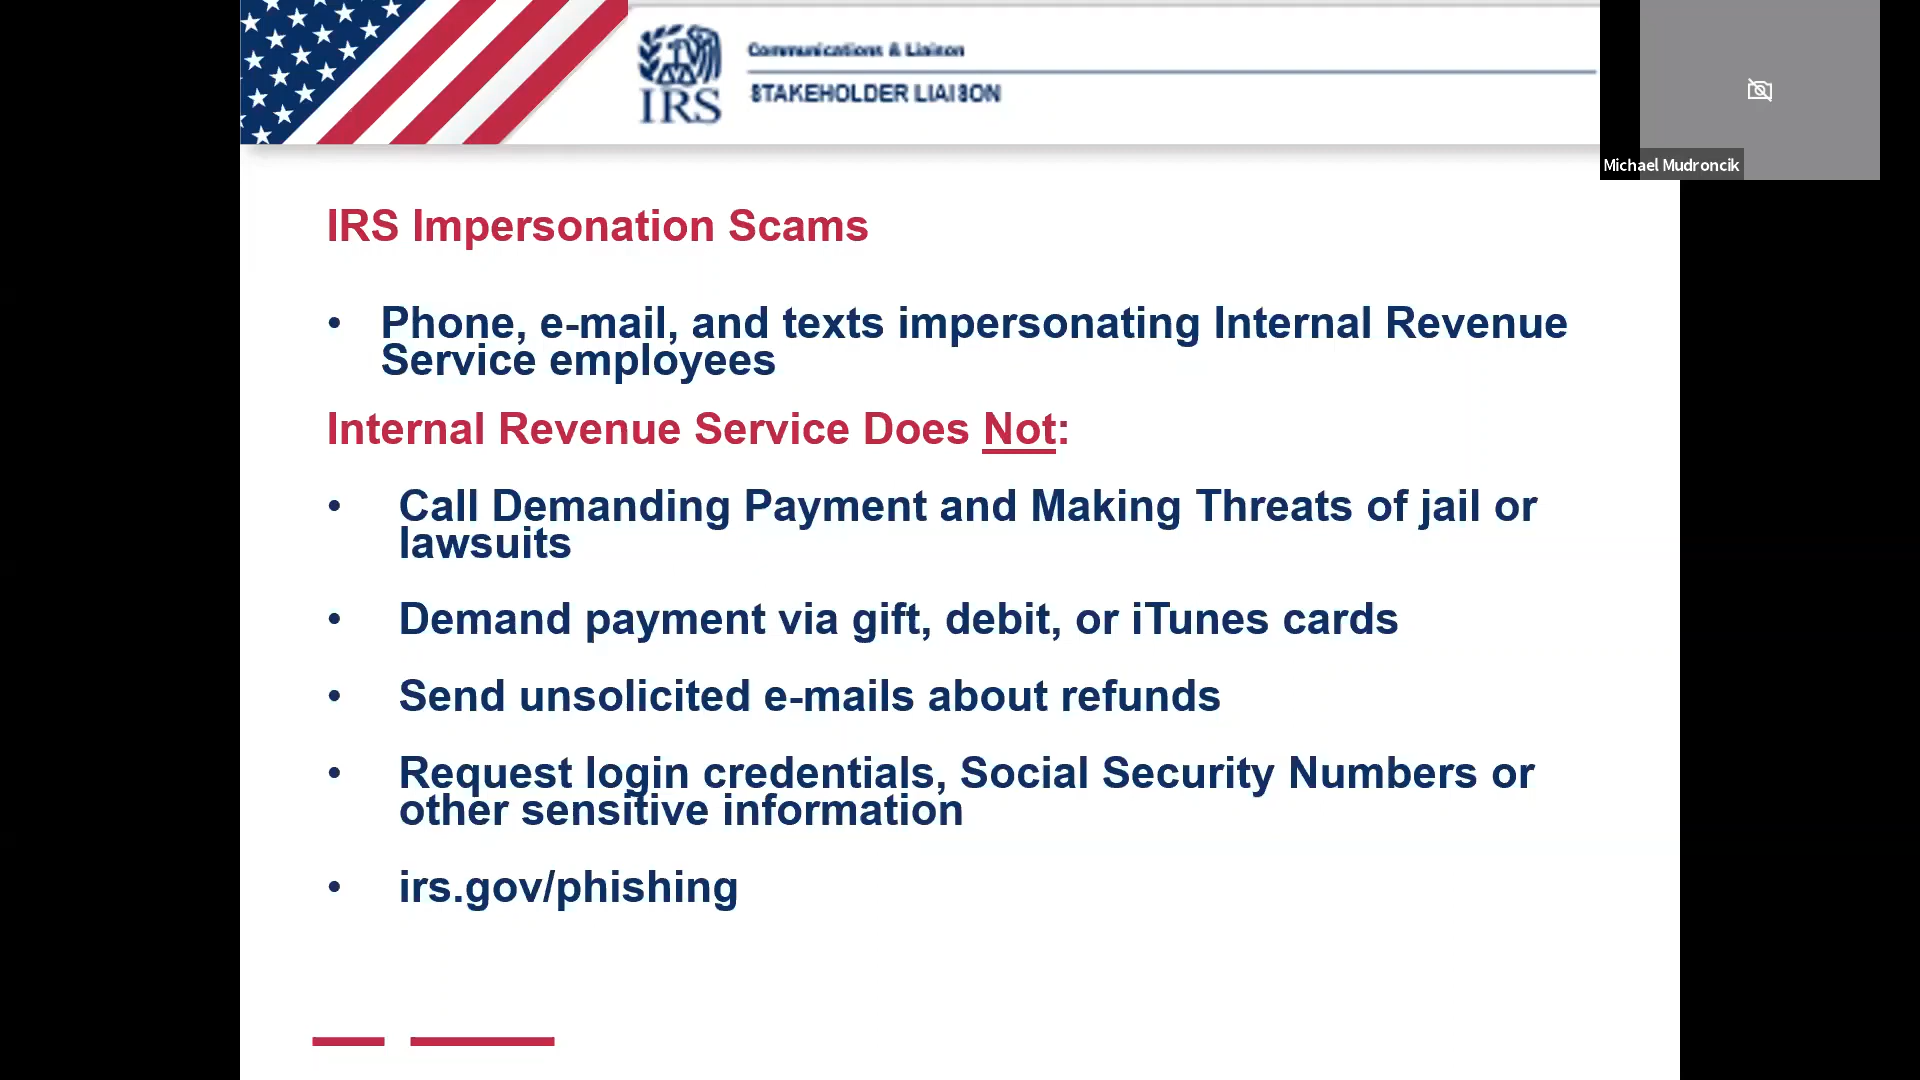 Communications & Liaison
IRS
STAKEHOLDER LIAISON
Michael Mudroncik
IRS Impersonation Scams
• Phone, e-mail, and texts impersonating Internal Revenue
Service employees
Internal Revenue Service Does Not:
• Call Demanding Payment and Making Threats of jail or
lawsuits
• Demand payment via gift, debit, or iTunes cards
• Send unsolicited e-mails about refunds
• Request login credentials, Social Security Numbers or
other sensitive information
• irs.gov/phishing